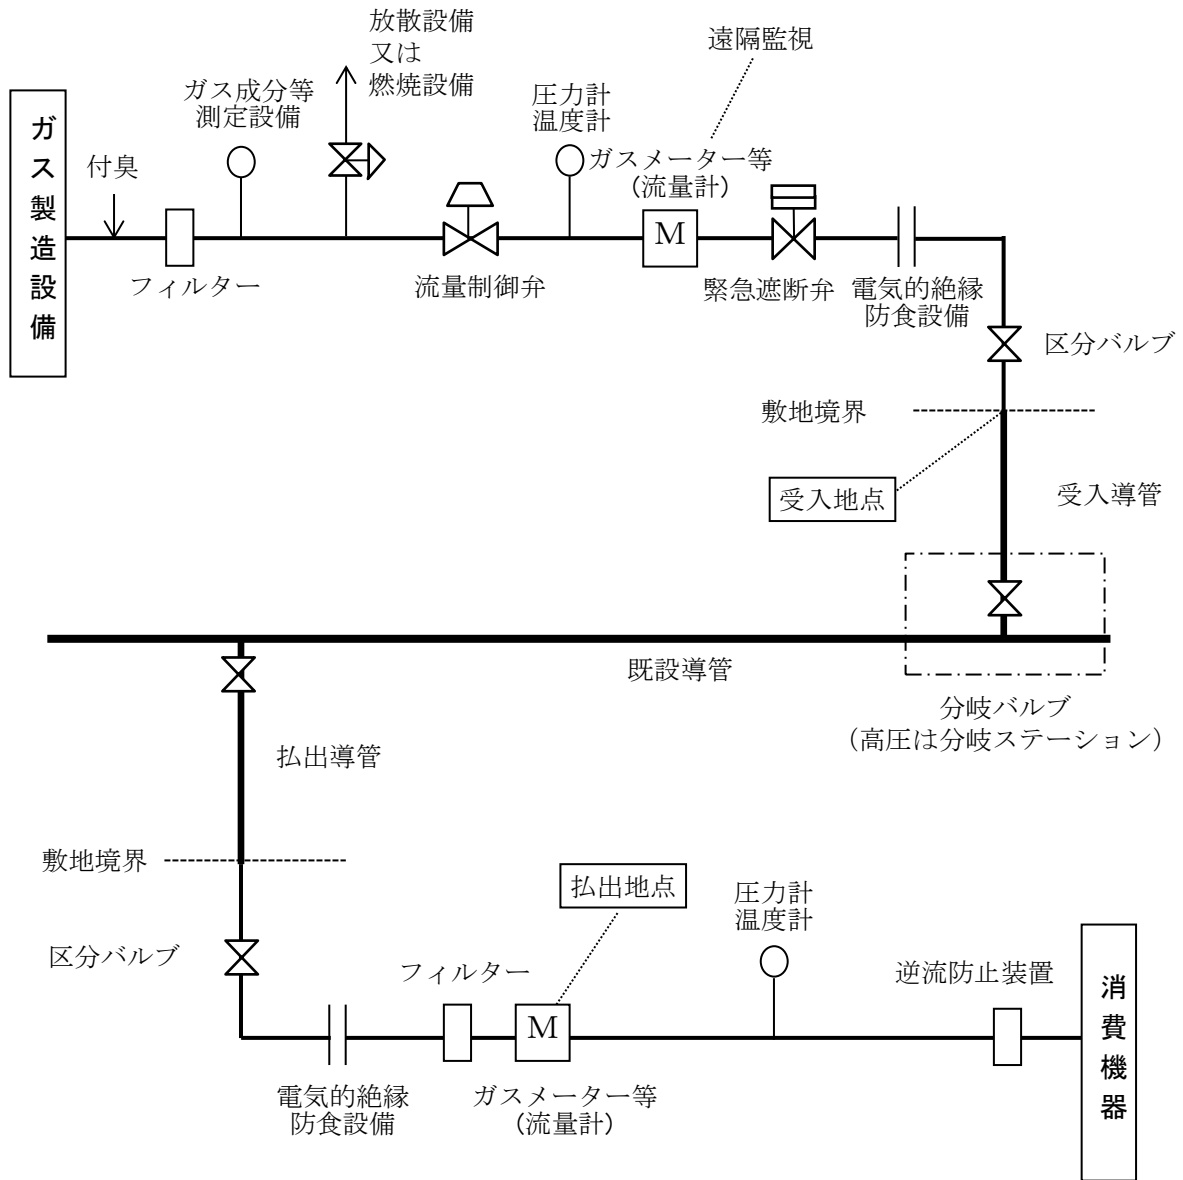 放散設備
又は
燃焼設備
遠隔監視
ガス成分等
測定設備
圧力計
温度計
ガス製造設備
付臭
ガスメーター等
(流量計)
M
フィルター
流量制御弁
緊急遮断弁
電気的絶縁
防食設備
区分バルブ
敷地境界
受入地点
受入導管
既設導管
分岐バルブ
(高圧は分岐ステーション)
払出導管
敷地境界
払出地点
圧力計
温度計
区分バルブ
フィルター
逆流防止装置
消費機器
M
電気的絶縁
防食設備
ガスメーター等
(流量計)